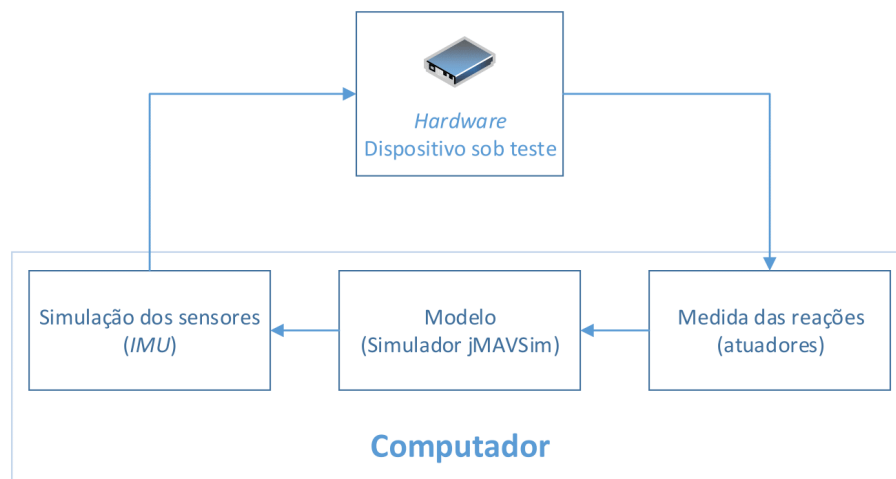 Hardware
Dispositivo sob teste
Simulação dos sensores
(IMU)
Modelo
(Simulador jMAVSim)
Medida das reações
(atuadores)
Computador